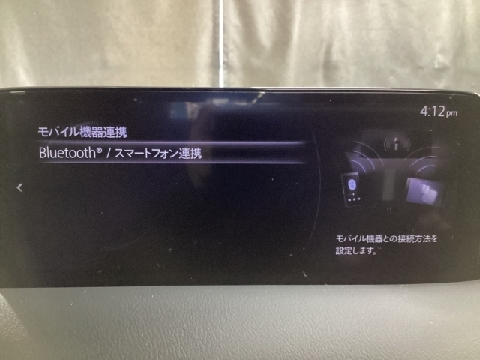 4:12pm
モバイル機器連携
Bluetooth® / スマートフォン連携
モバイル機器との接続方法を
設定します。